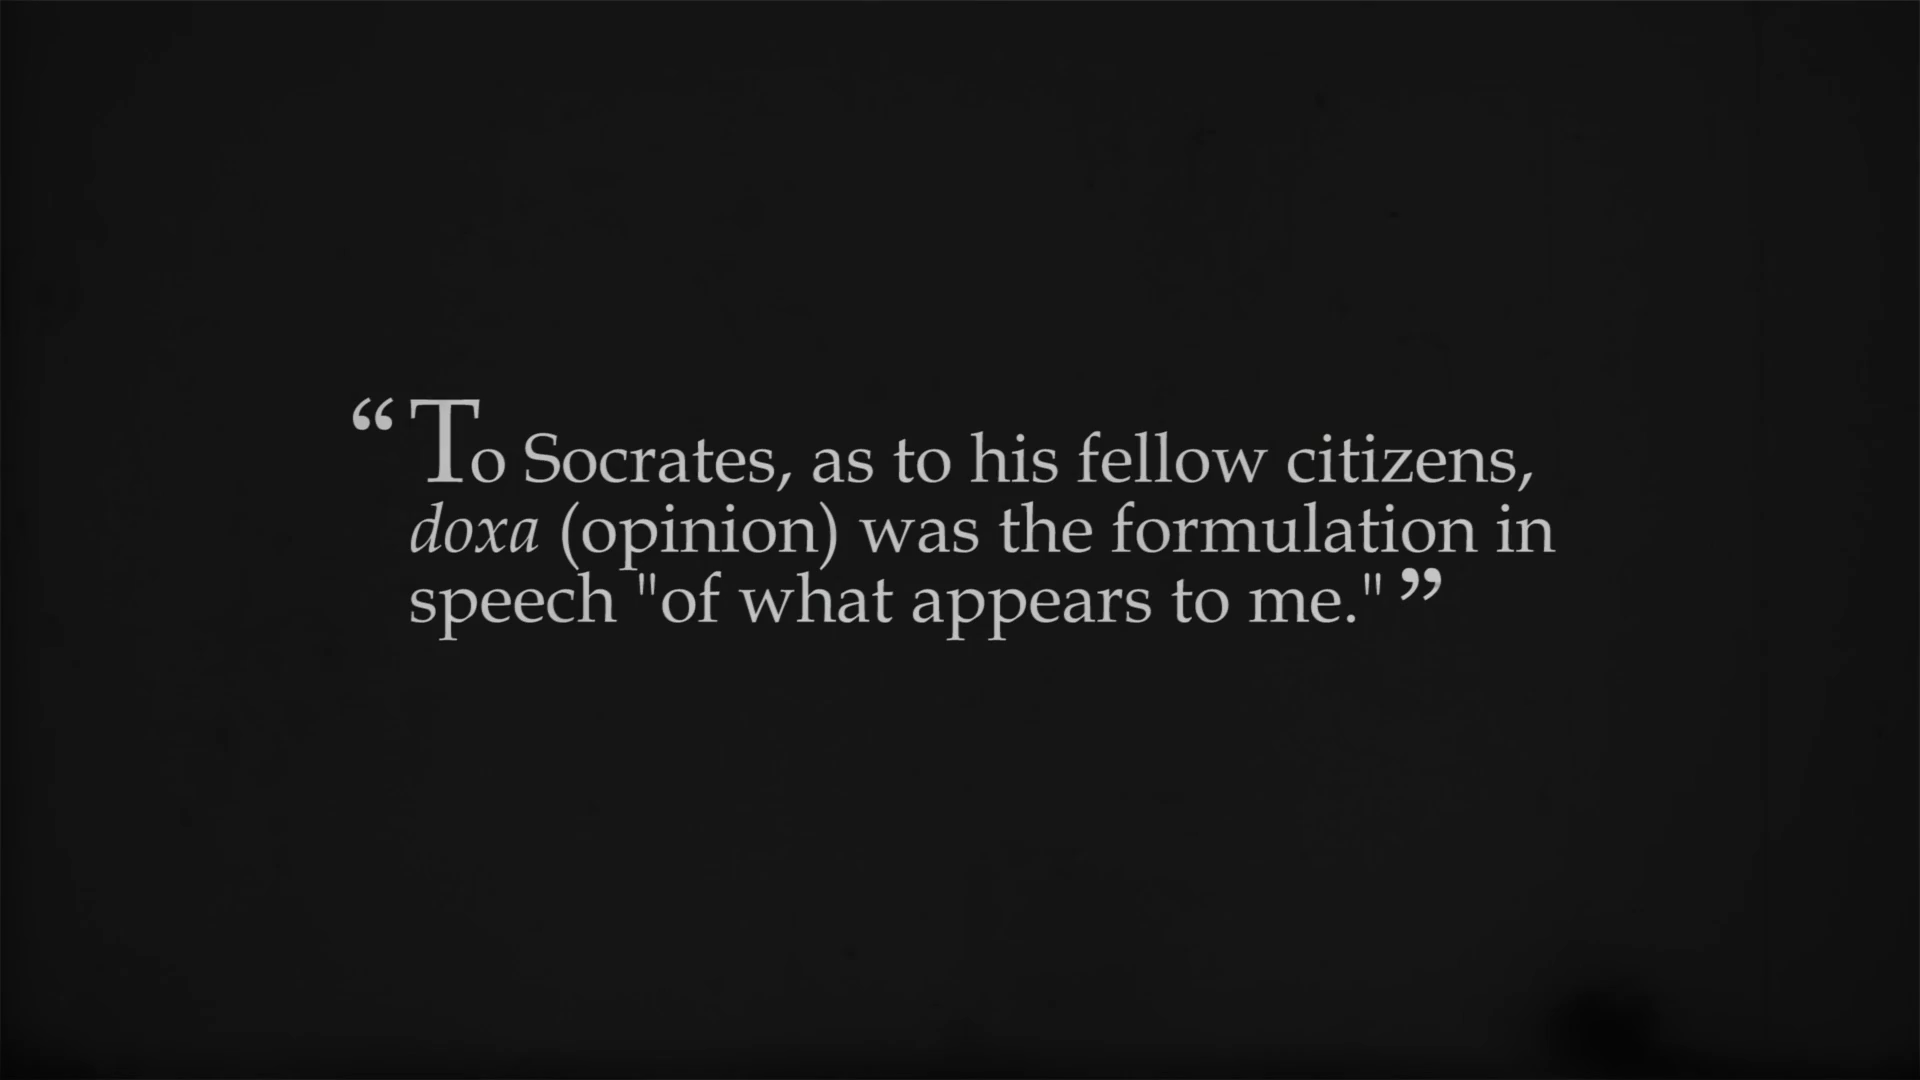 “To Socrates, as to his fellow citizens,
doxa (opinion) was the formulation in
speech "of what appears to me."”